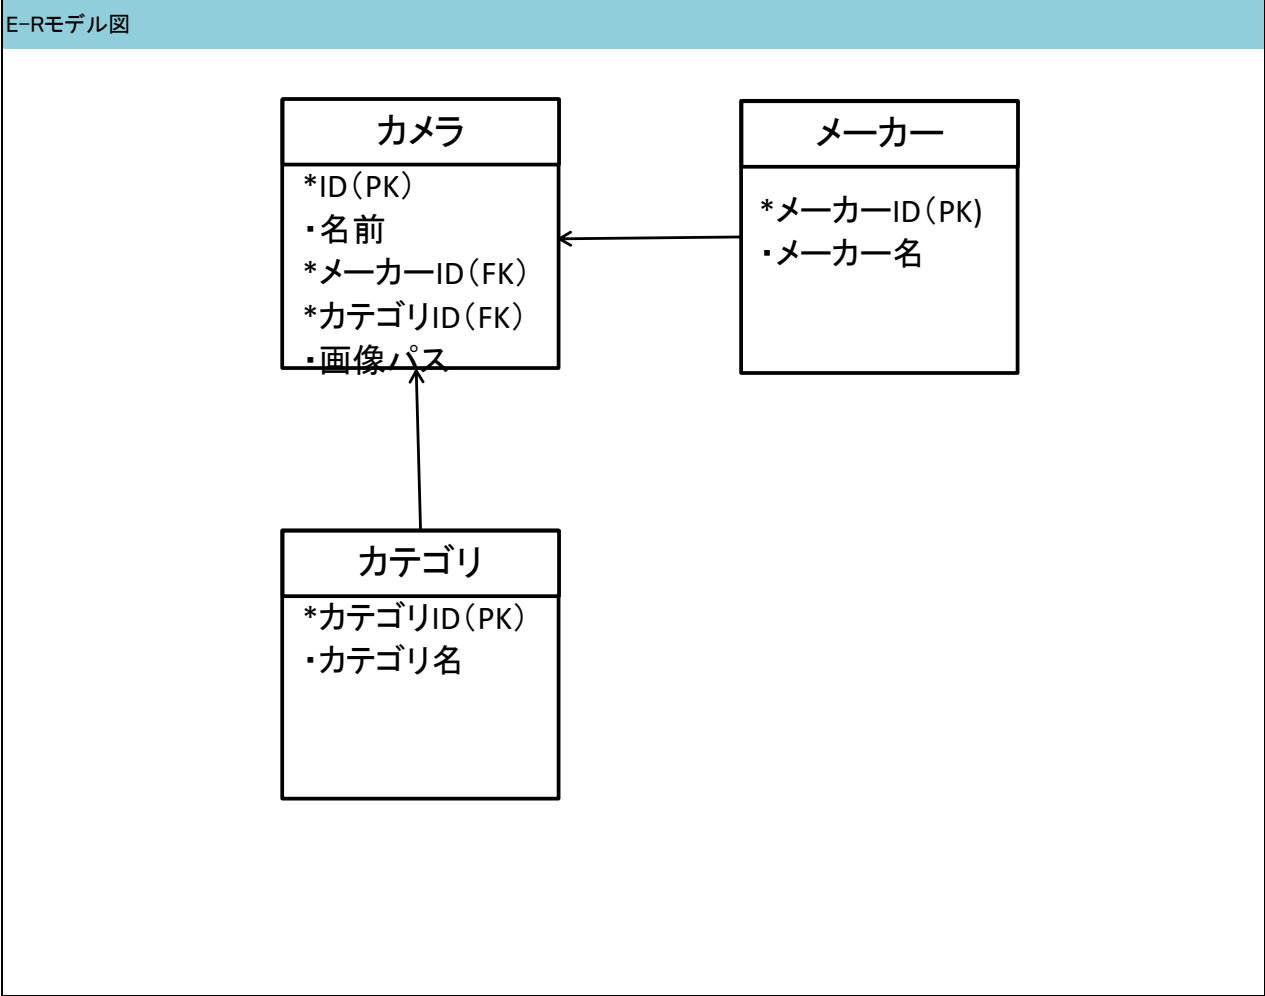 E-Rモデル図
カメラ
*ID（PK）
・名前
*メーカーID（FK）
*カテゴリID（FK）
・画像パス
メーカー
*メーカーID（PK)
・メーカー名
カテゴリ
*カテゴリID（PK）
・カテゴリ名